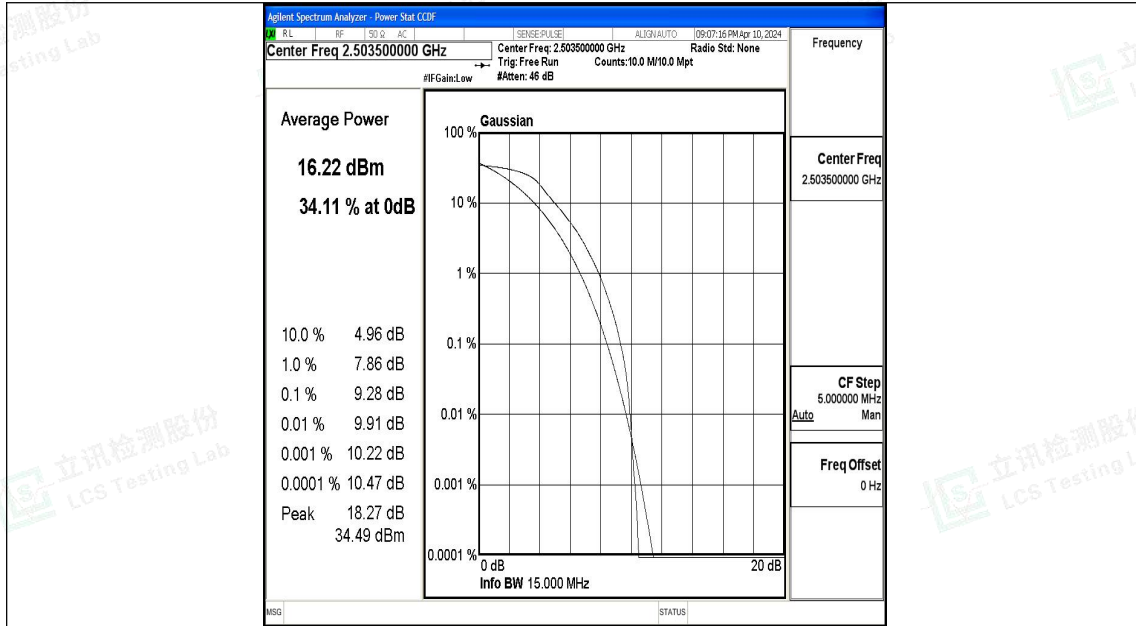 Agilent Spectrum Analyzer - Power Stat CCDF
RL RF 50 Ω AC SENSE:PULSE ALIGN AUTO 09:07:16 PM Apr 10, 2024
Center Freq 2.503500000 GHz
Center Freq: 2.503500000 GHz Radio Std: None
Trig: Free Run Counts:10.0 M/10.0 Mpt
#IFGain:Low #Atten: 46 dB
Average Power
16.22 dBm
34.11 % at 0dB
10.0 % 4.96 dB
1.0 % 7.86 dB
0.1 % 9.28 dB
0.01 % 9.91 dB
0.001 % 10.22 dB
0.0001 % 10.47 dB
Peak 18.27 dB
34.49 dBm
Gaussian
100 %
10 %
1 %
0.1 %
0.01 %
0.001 %
0.0001 %
0 dB 20 dB
Info BW 15.000 MHz
Frequency
Center Freq
2.503500000 GHz
CF Step
5.000000 MHz
Auto Man
Freq Offset
0 Hz
MSG STATUS
立讯检测股份
LCS Testing Lab
立讯检测股份
LCS Testing L